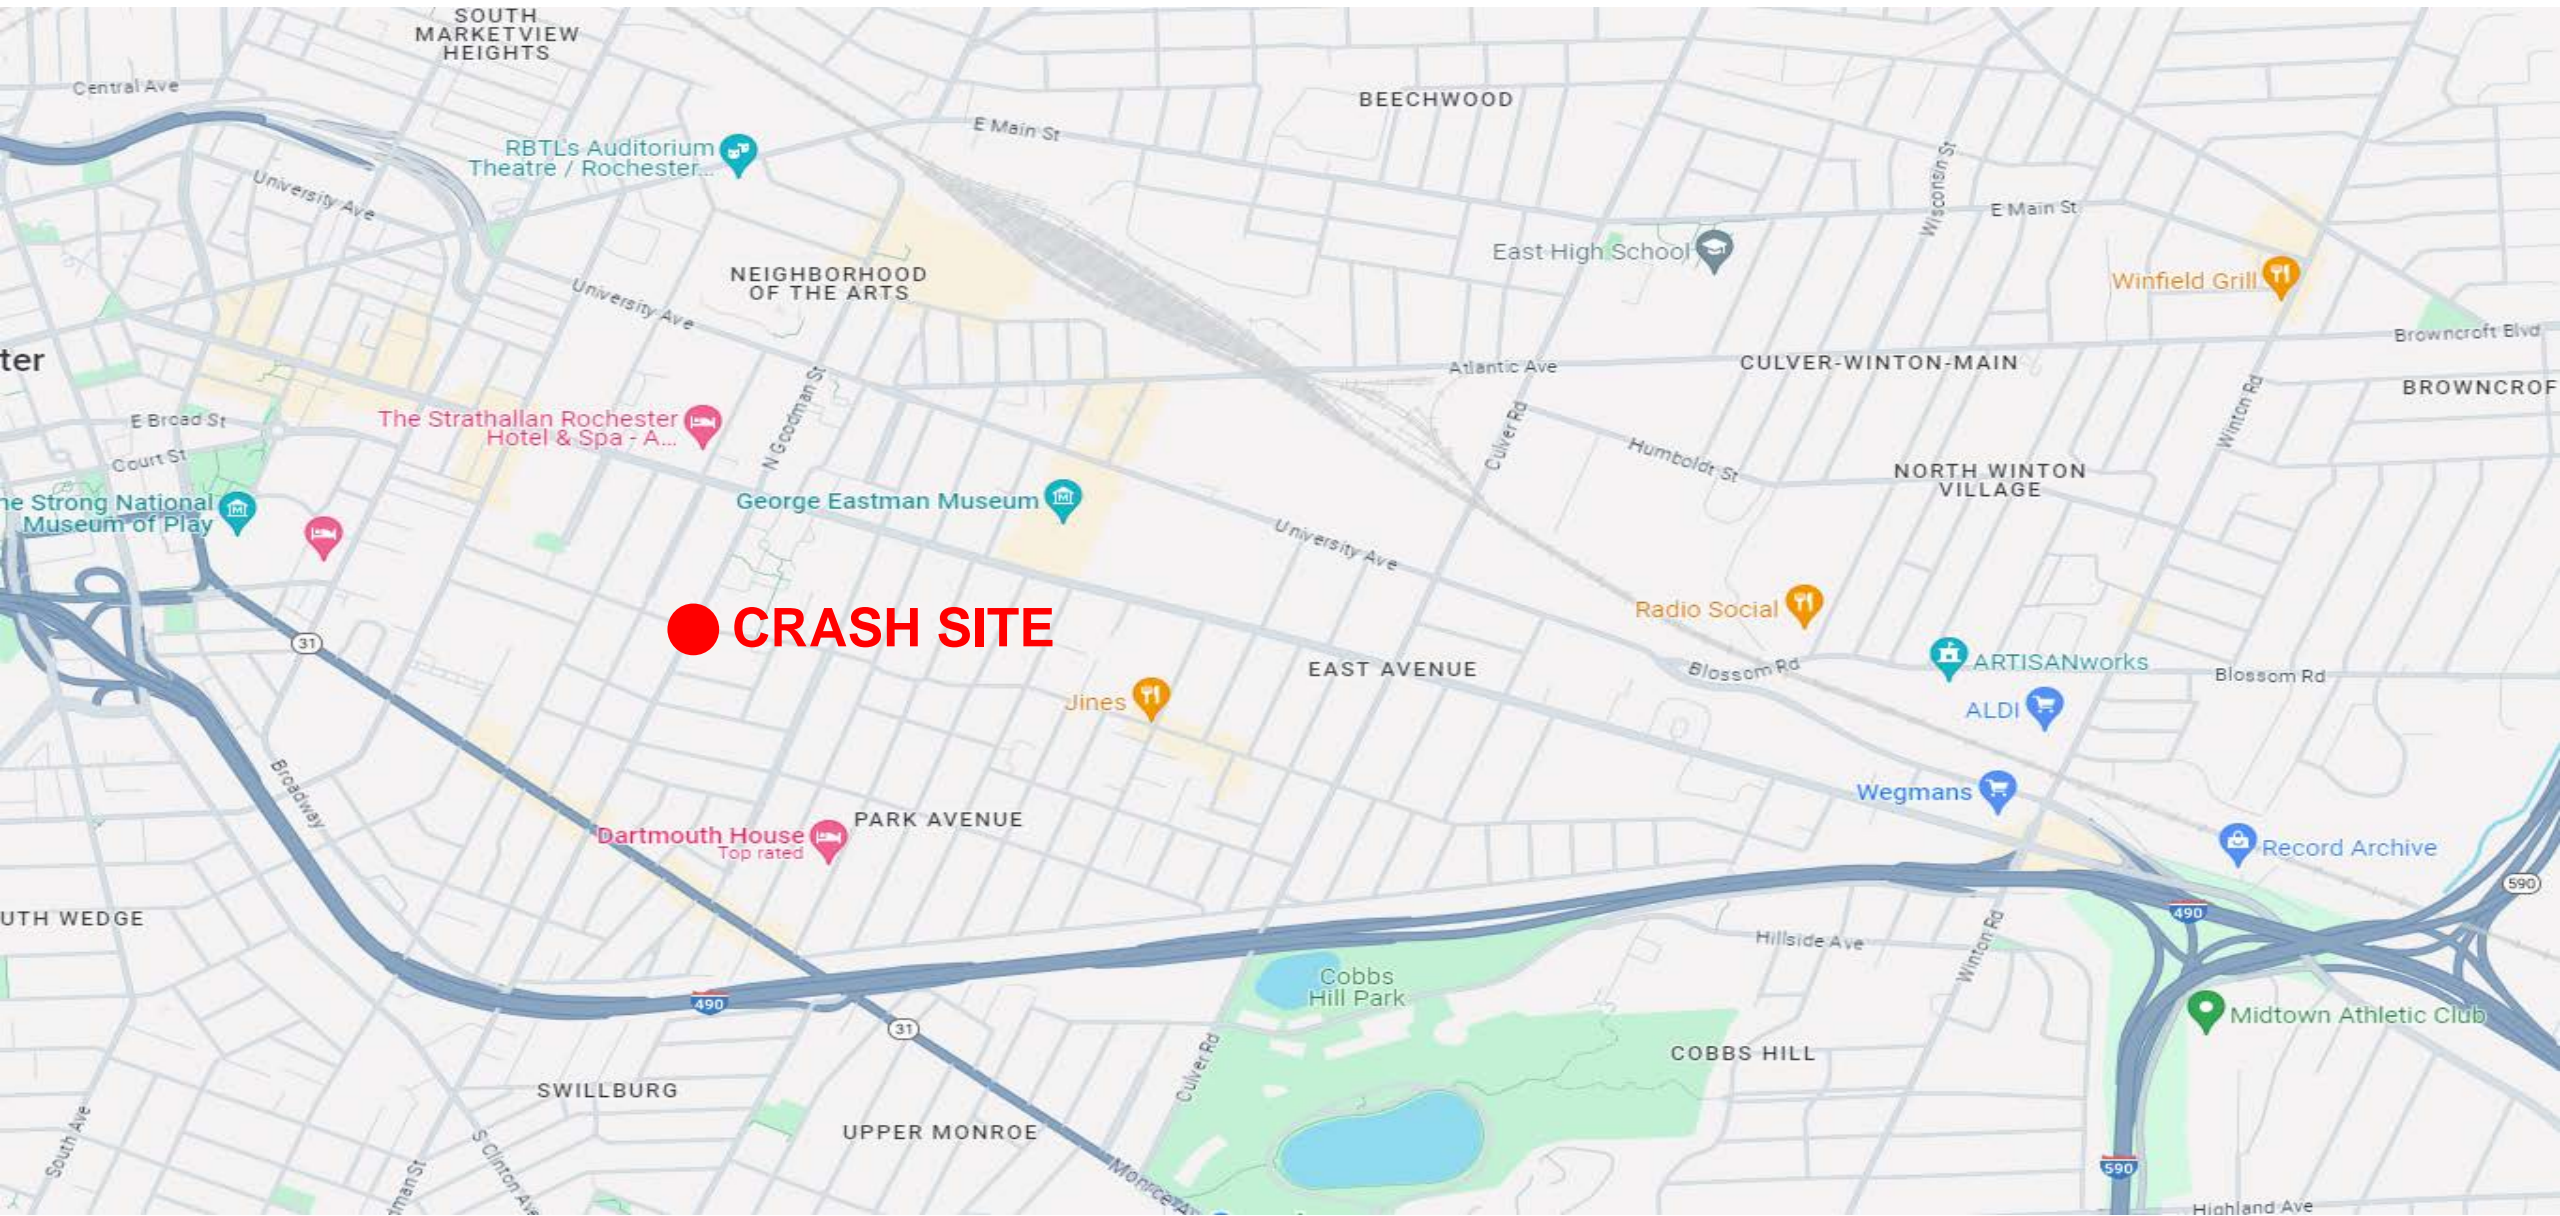 SOUTH
MARKETVIEW
HEIGHTS
Central Ave
BEECHWOOD
E Main St
RBTL's Auditorium
Theatre / Rochester...
University Ave
Wisconsin St
E Main St
East High School
NEIGHBORHOOD
OF THE ARTS
Winfield Grill
University Ave
Browncroft Blvd
ter
Atlantic Ave
CULVER-WINTON-MAIN
BROWNCROF
N Goodman St
Culver Rd
Winton Rd
The Strathallan Rochester
Hotel & Spa - A...
E Broad St
Court St
Humboldt St
NORTH WINTON
VILLAGE
he Strong National
Museum of Play
George Eastman Museum
University Ave
Radio Social
CRASH SITE
31
EAST AVENUE
Blossom Rd
ARTISANworks
Blossom Rd
Jines
ALDI
Broadway
Wegmans
PARK AVENUE
Dartmouth House
Top rated
Record Archive
590
UTH WEDGE
490
Hillside Ave
Winton Rd
Cobbs
Hill Park
490
Midtown Athletic Club
31
Culver Rd
COBBS HILL
SWILLBURG
UPPER MONROE
South Ave
S Clinton Ave
dman St
Monroe Av
590
Highland Ave